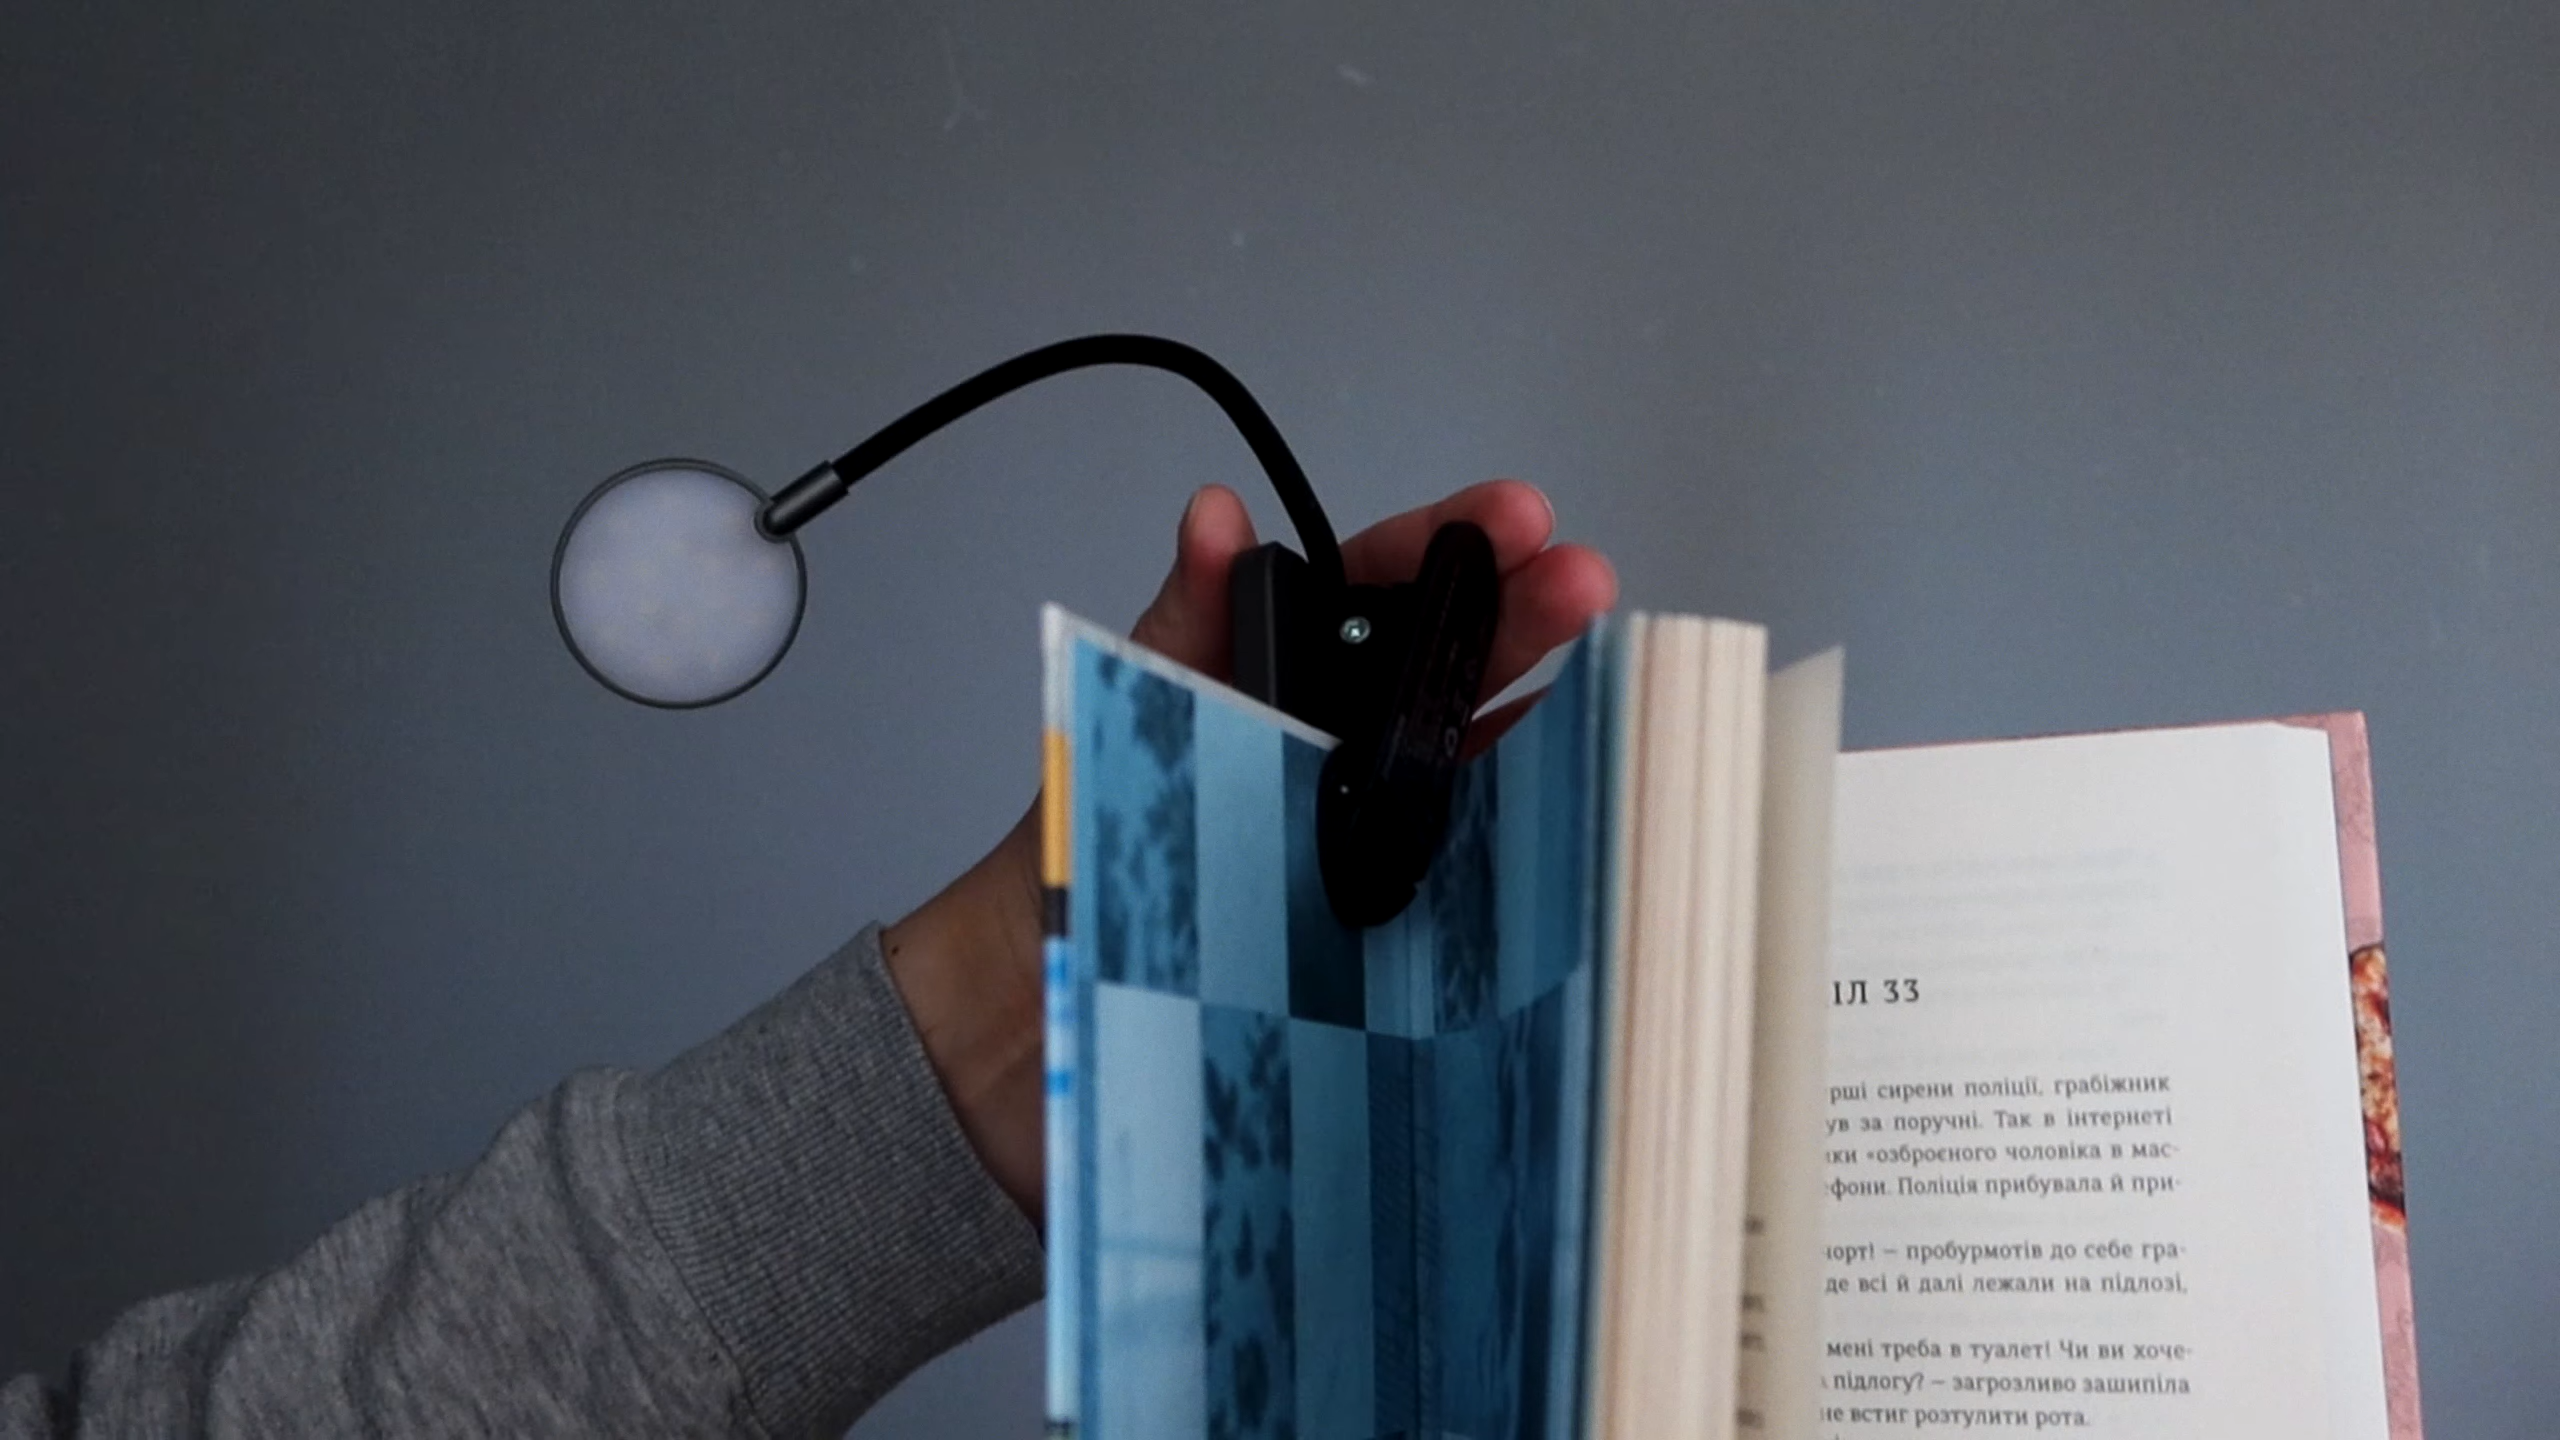 ІЛ 33
рші сирени поліції, грабіжник
ув за поручні. Так в інтернеті
ки «озброєного чоловіка в мас-
фони. Поліція прибувала й при-
чорт! — пробурмотів до себе гра-
де всі й далі лежали на підлозі,
мені треба в туалет! Чи ви хоче-
підлогу? — загрозливо зашипіла
не встиг розтулити рота.